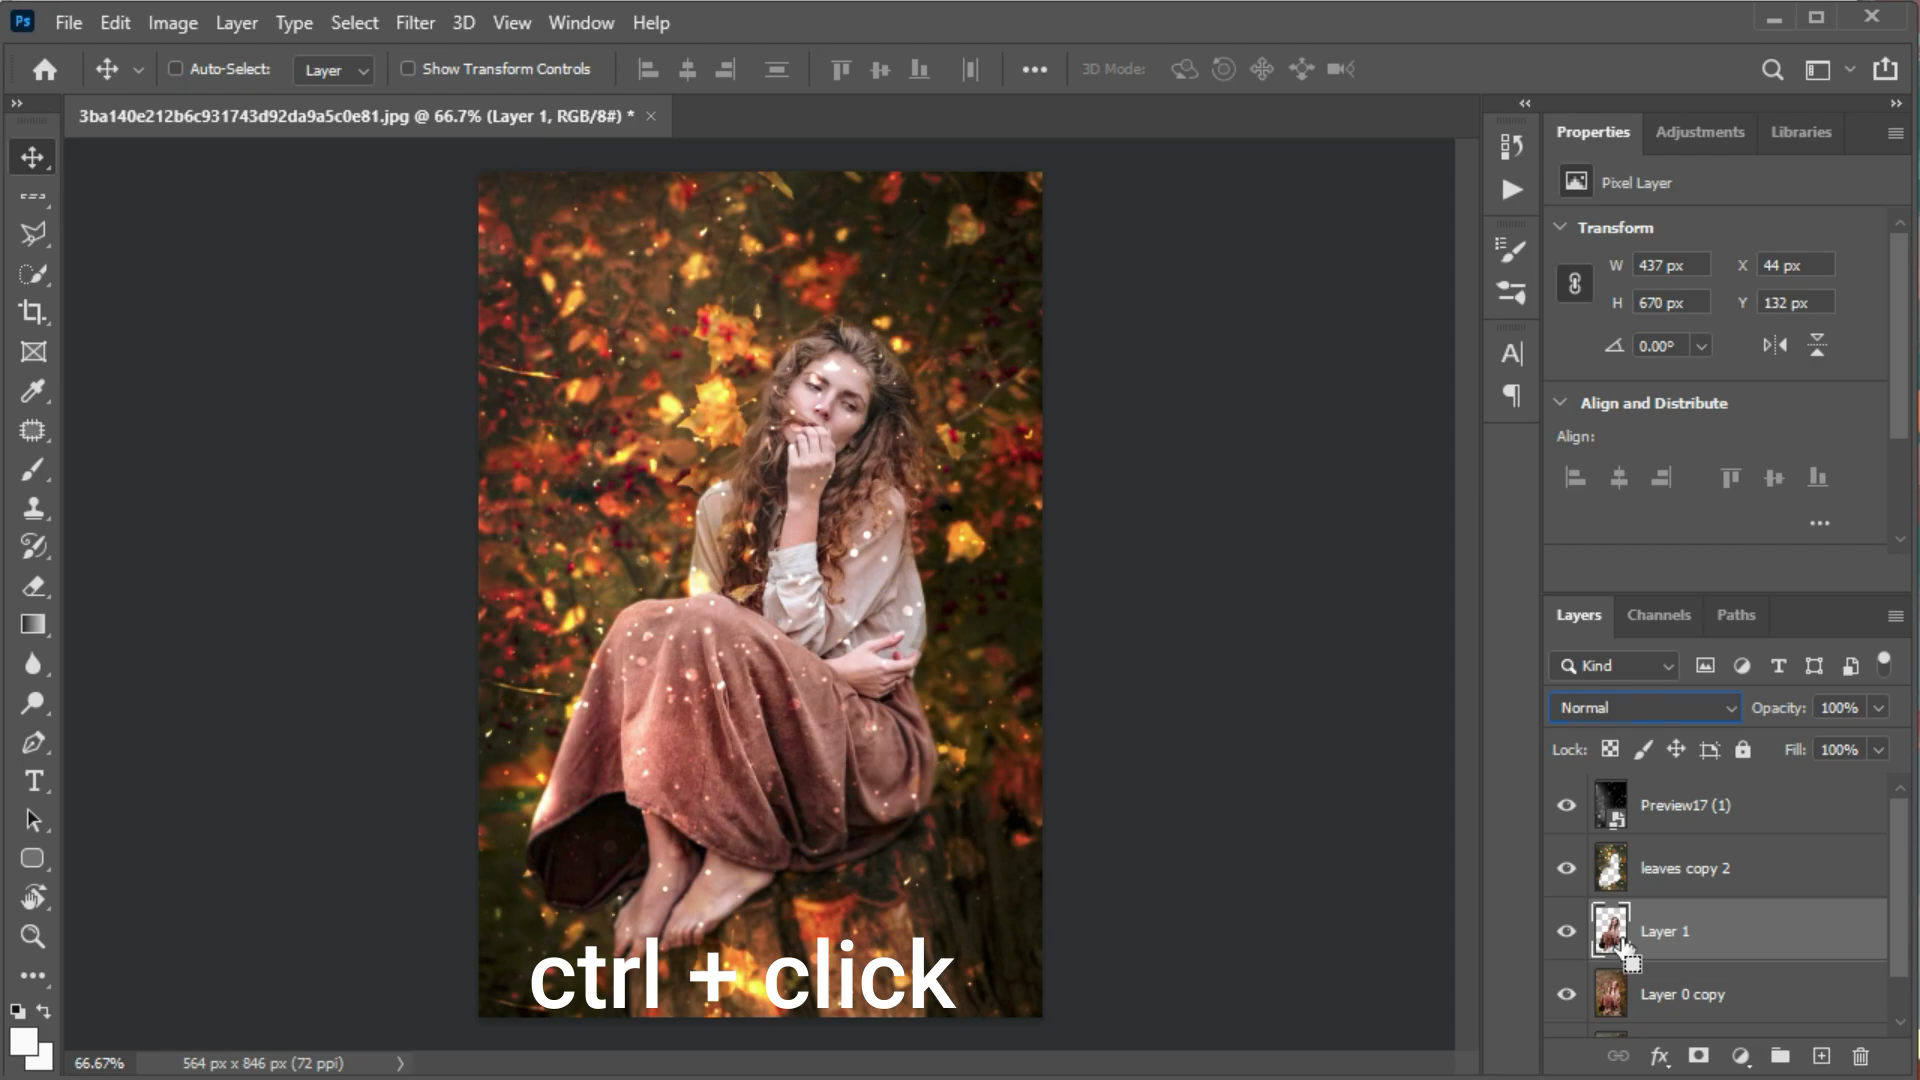 Ps File Edit Image Layer Type Select Filter 3D View Window Help
Auto-Select: Layer Show Transform Controls 3D Mode:
3ba140e212b6c931743d92da9a5c0e81.jpg @ 66.7% (Layer 1, RGB/8#) *
Properties Adjustments Libraries
Pixel Layer
Transform
W 437 px X 44 px
H 670 px Y 132 px
0.00°
Align and Distribute
Align:
Layers Channels Paths
Kind
Normal Opacity: 100%
Lock: Fill: 100%
Preview17 (1)
leaves copy 2
Layer 1
Layer 0 copy
ctrl + click
66.67% 564 px x 846 px (72 ppi)